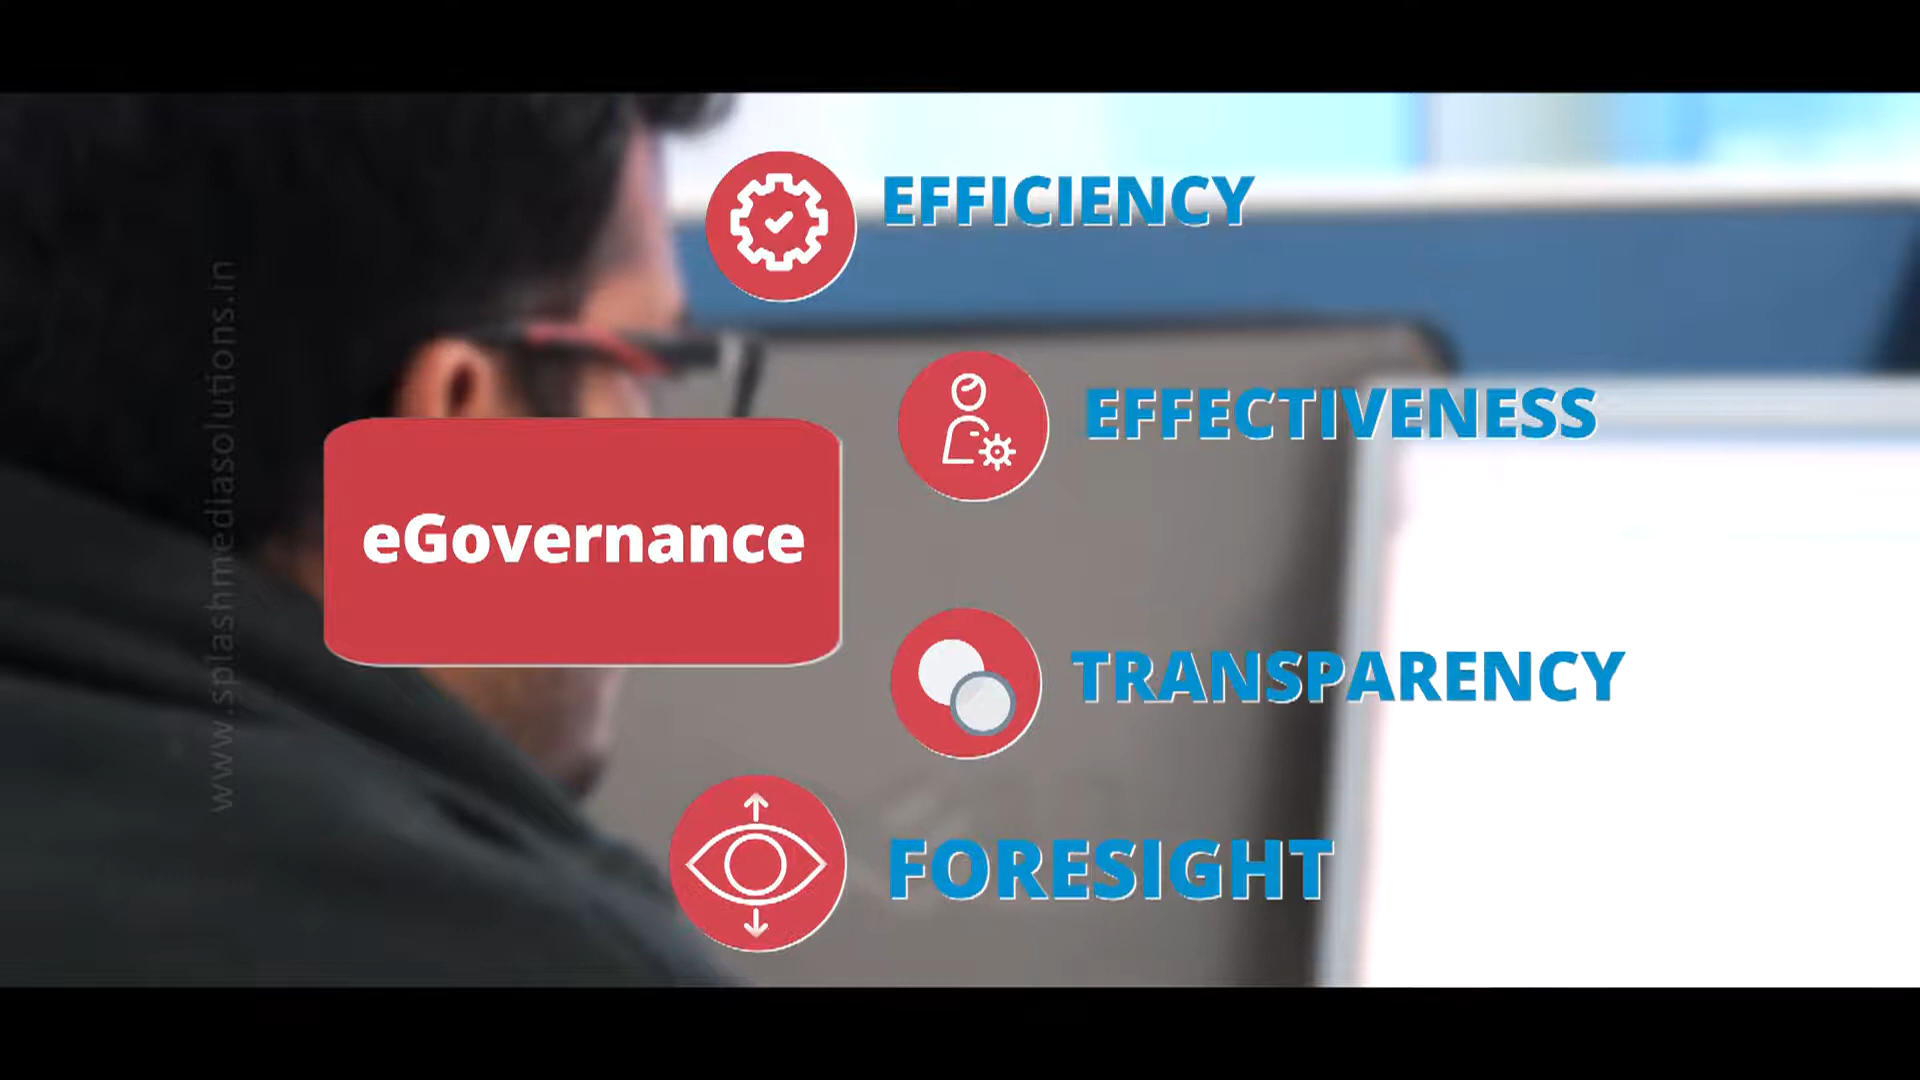 EFFICIENCY
EFFECTIVENESS
eGovernance
TRANSPARENCY
FORESIGHT
www.splashmediasolutions.in